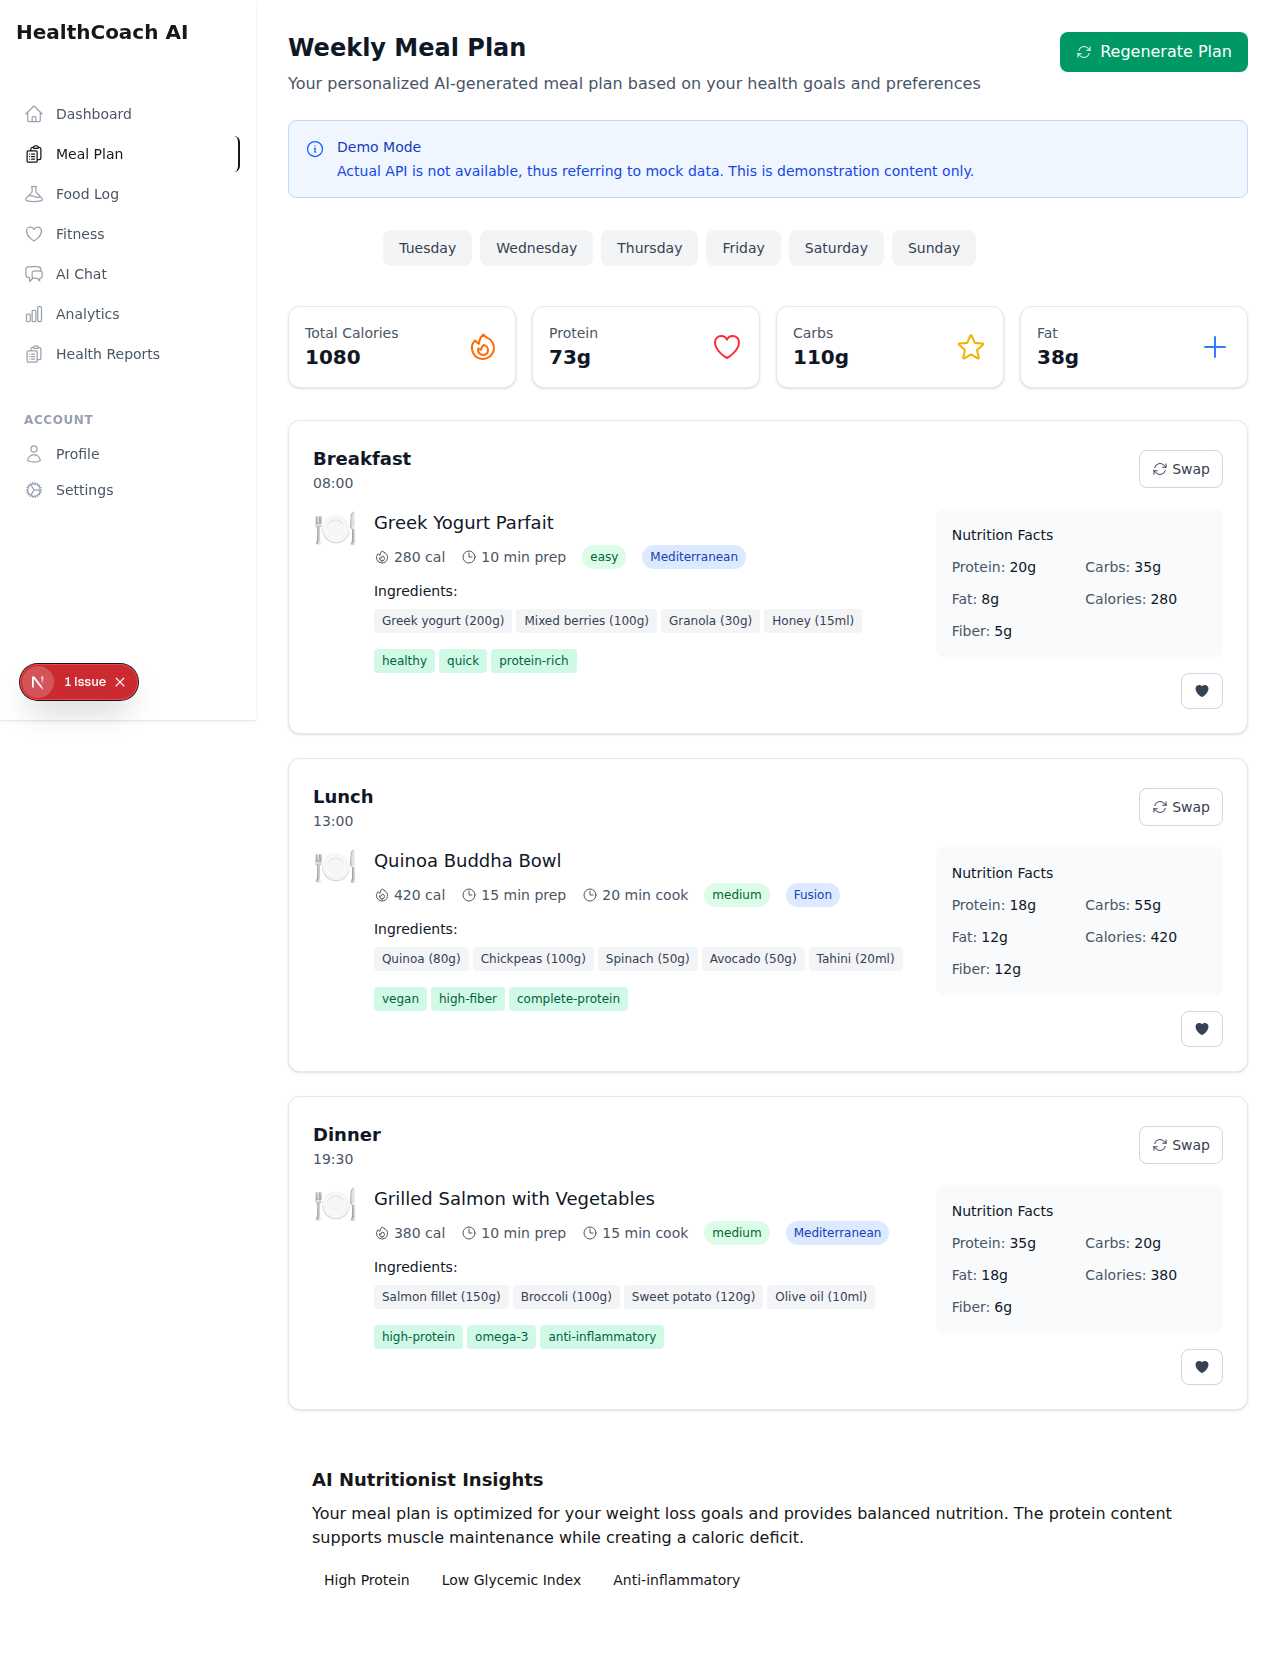 HealthCoach AI
Dashboard
Meal Plan
Food Log
Fitness
AI Chat
Analytics
Health Reports
ACCOUNT
Profile
Settings
N 1 Issue
Weekly Meal Plan
Your personalized AI-generated meal plan based on your health goals and preferences
Regenerate Plan
Demo Mode
Actual API is not available, thus referring to mock data. This is demonstration content only.
Tuesday Wednesday Thursday Friday Saturday Sunday
Total Calories
1080
Protein
73g
Carbs
110g
Fat
38g
Breakfast
08:00
Swap
Greek Yogurt Parfait
280 cal 10 min prep easy Mediterranean
Ingredients:
Greek yogurt (200g) Mixed berries (100g) Granola (30g) Honey (15ml)
healthy quick protein-rich
Nutrition Facts
Protein: 20g Carbs: 35g
Fat: 8g Calories: 280
Fiber: 5g
Lunch
13:00
Swap
Quinoa Buddha Bowl
420 cal 15 min prep 20 min cook medium Fusion
Ingredients:
Quinoa (80g) Chickpeas (100g) Spinach (50g) Avocado (50g) Tahini (20ml)
vegan high-fiber complete-protein
Nutrition Facts
Protein: 18g Carbs: 55g
Fat: 12g Calories: 420
Fiber: 12g
Dinner
19:30
Swap
Grilled Salmon with Vegetables
380 cal 10 min prep 15 min cook medium Mediterranean
Ingredients:
Salmon fillet (150g) Broccoli (100g) Sweet potato (120g) Olive oil (10ml)
high-protein omega-3 anti-inflammatory
Nutrition Facts
Protein: 35g Carbs: 20g
Fat: 18g Calories: 380
Fiber: 6g
AI Nutritionist Insights
Your meal plan is optimized for your weight loss goals and provides balanced nutrition. The protein content
supports muscle maintenance while creating a caloric deficit.
High Protein Low Glycemic Index Anti-inflammatory